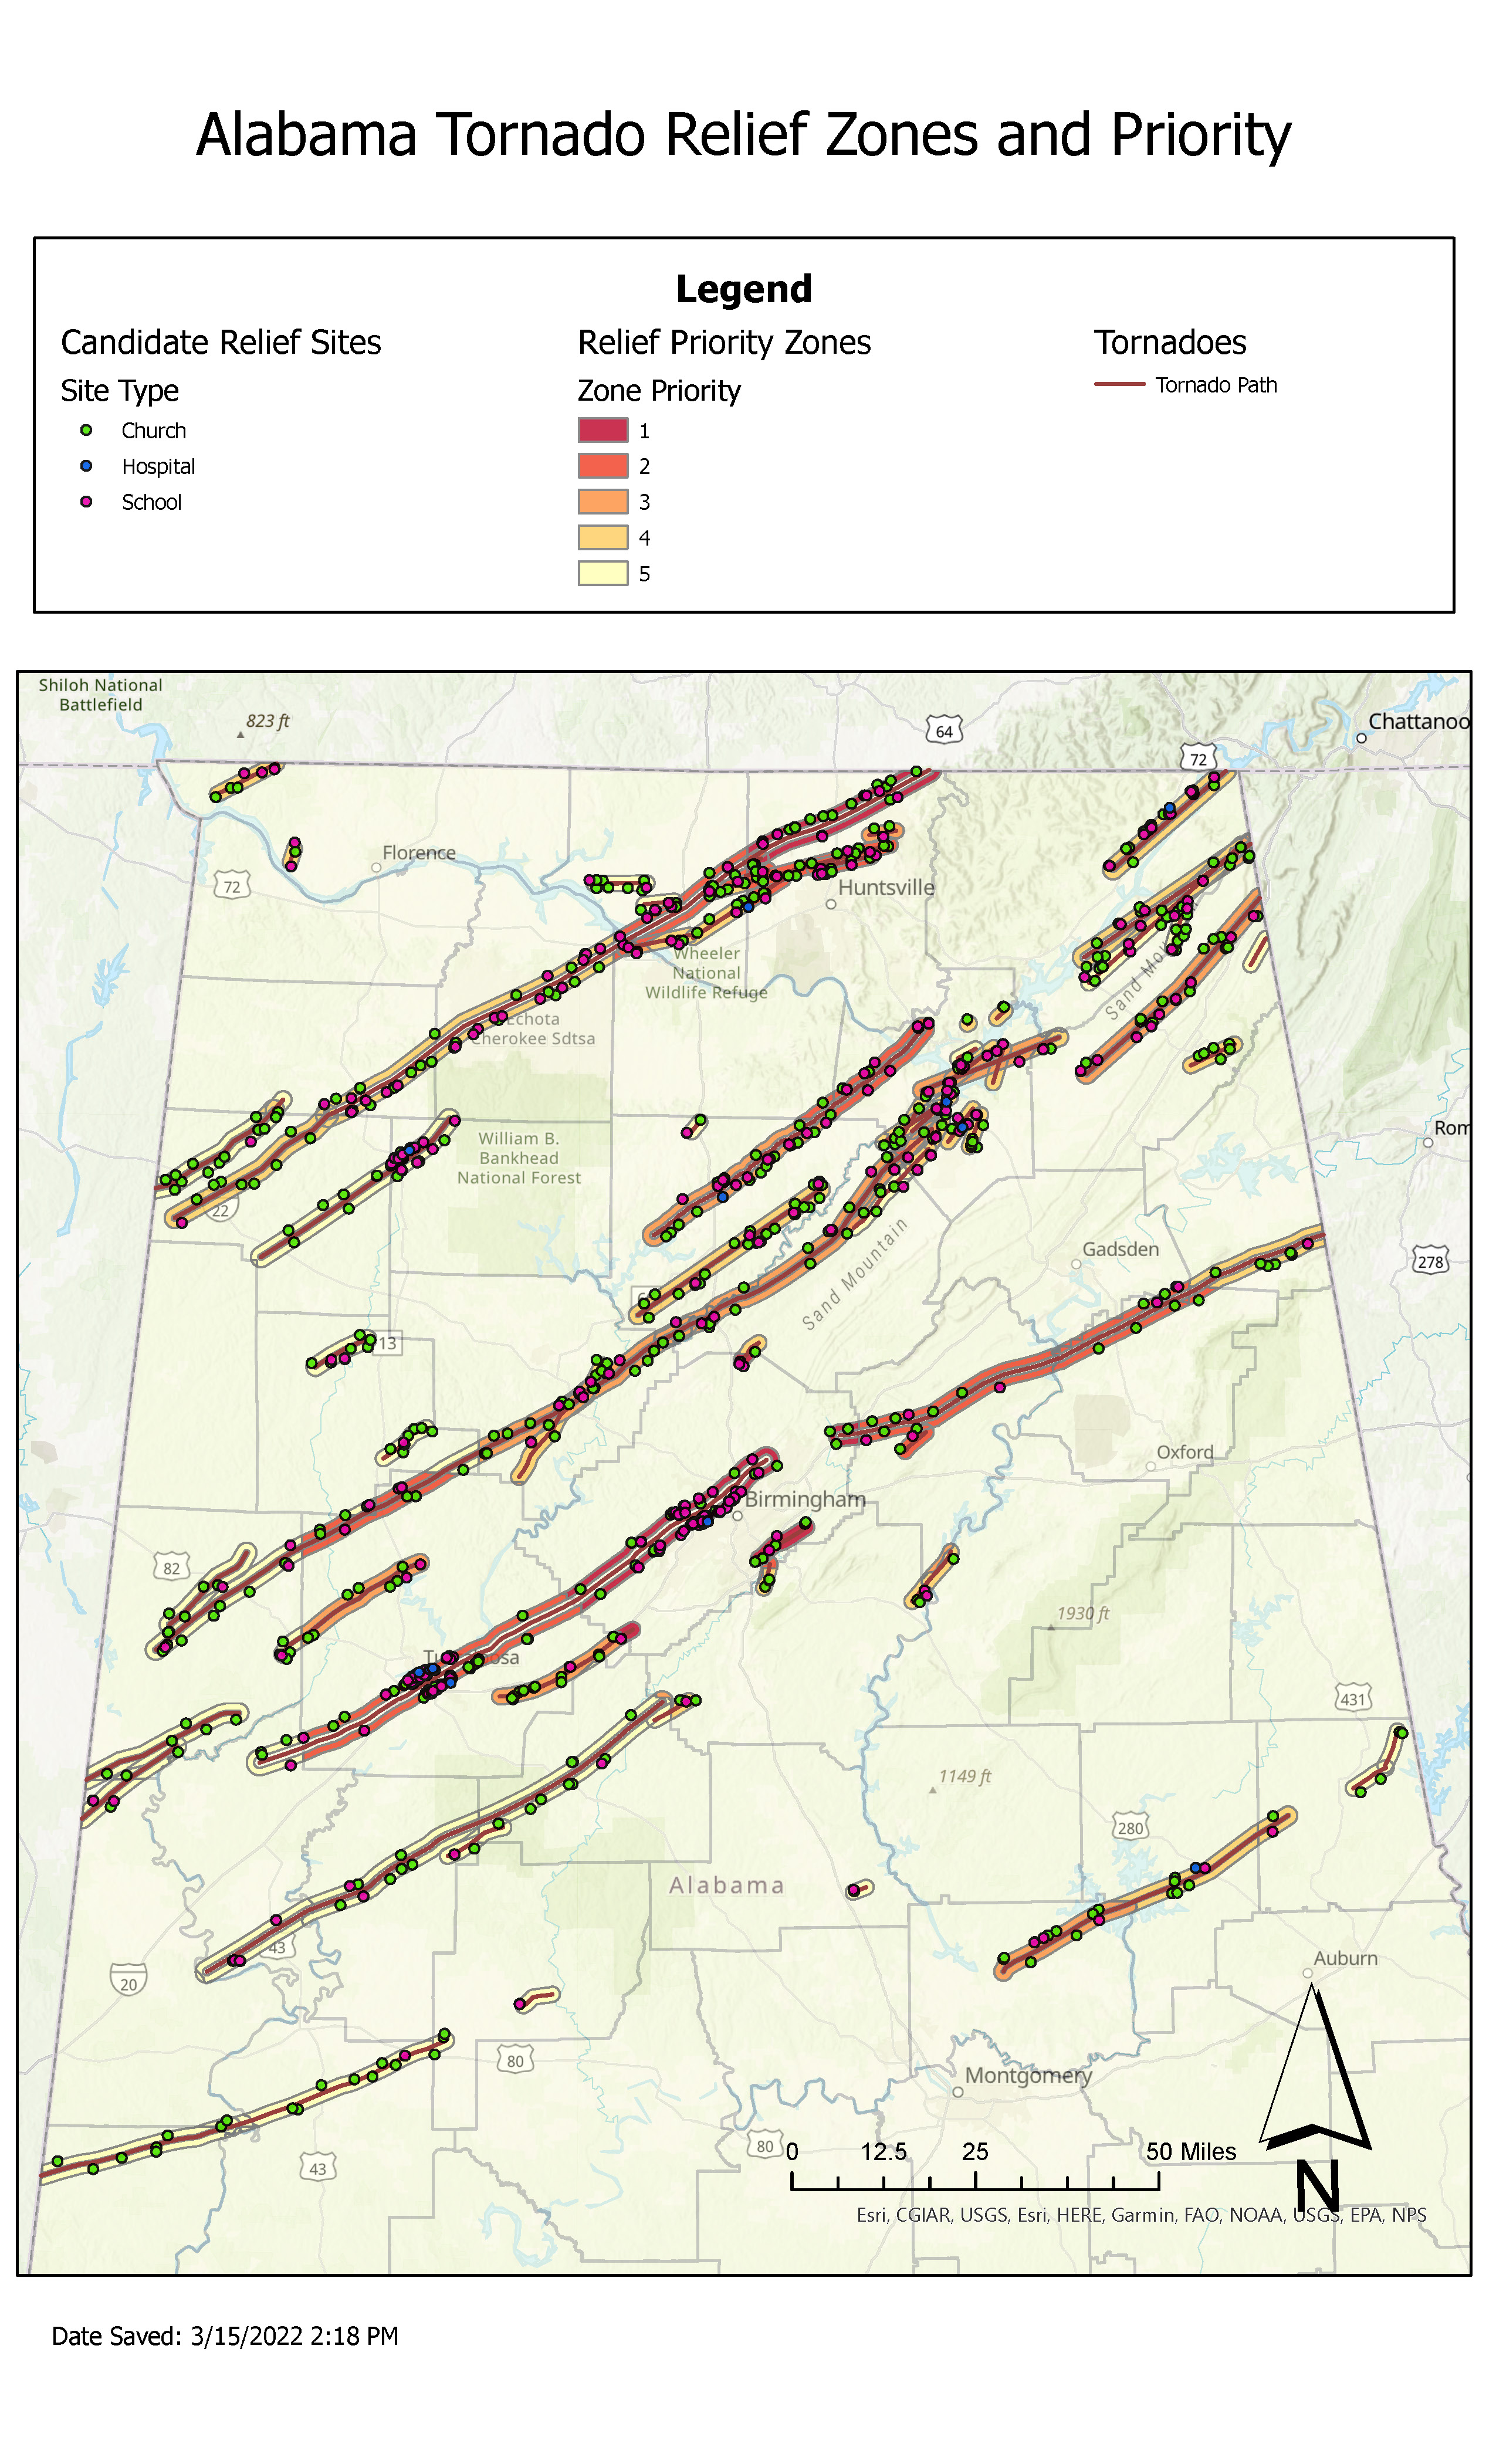 Alabama Tornado Relief Zones and Priority
Legend
Candidate Relief Sites
Site Type
Church
Hospital
School
Relief Priority Zones
Zone Priority
1
2
3
4
5
Tornadoes
Tornado Path
Shiloh National
Battlefield
823 ft
64
Chattanoo
72
Florence
72
Huntsville
Wheeler
National
Wildlife Refuge
Echota
Cherokee Sdtsa
Sand Mou
William B.
Bankhead
National Forest
Rom
22
Sand Mountain
Gadsden
278
13
Oxford
Birmingham
82
1930 ft
431
1149 ft
280
Alabama
43
20
Auburn
80
Montgomery
80
43
0 12.5 25 50 Miles
N
Esri, CGIAR, USGS, Esri, HERE, Garmin, FAO, NOAA, USGS, EPA, NPS
Date Saved: 3/15/2022 2:18 PM